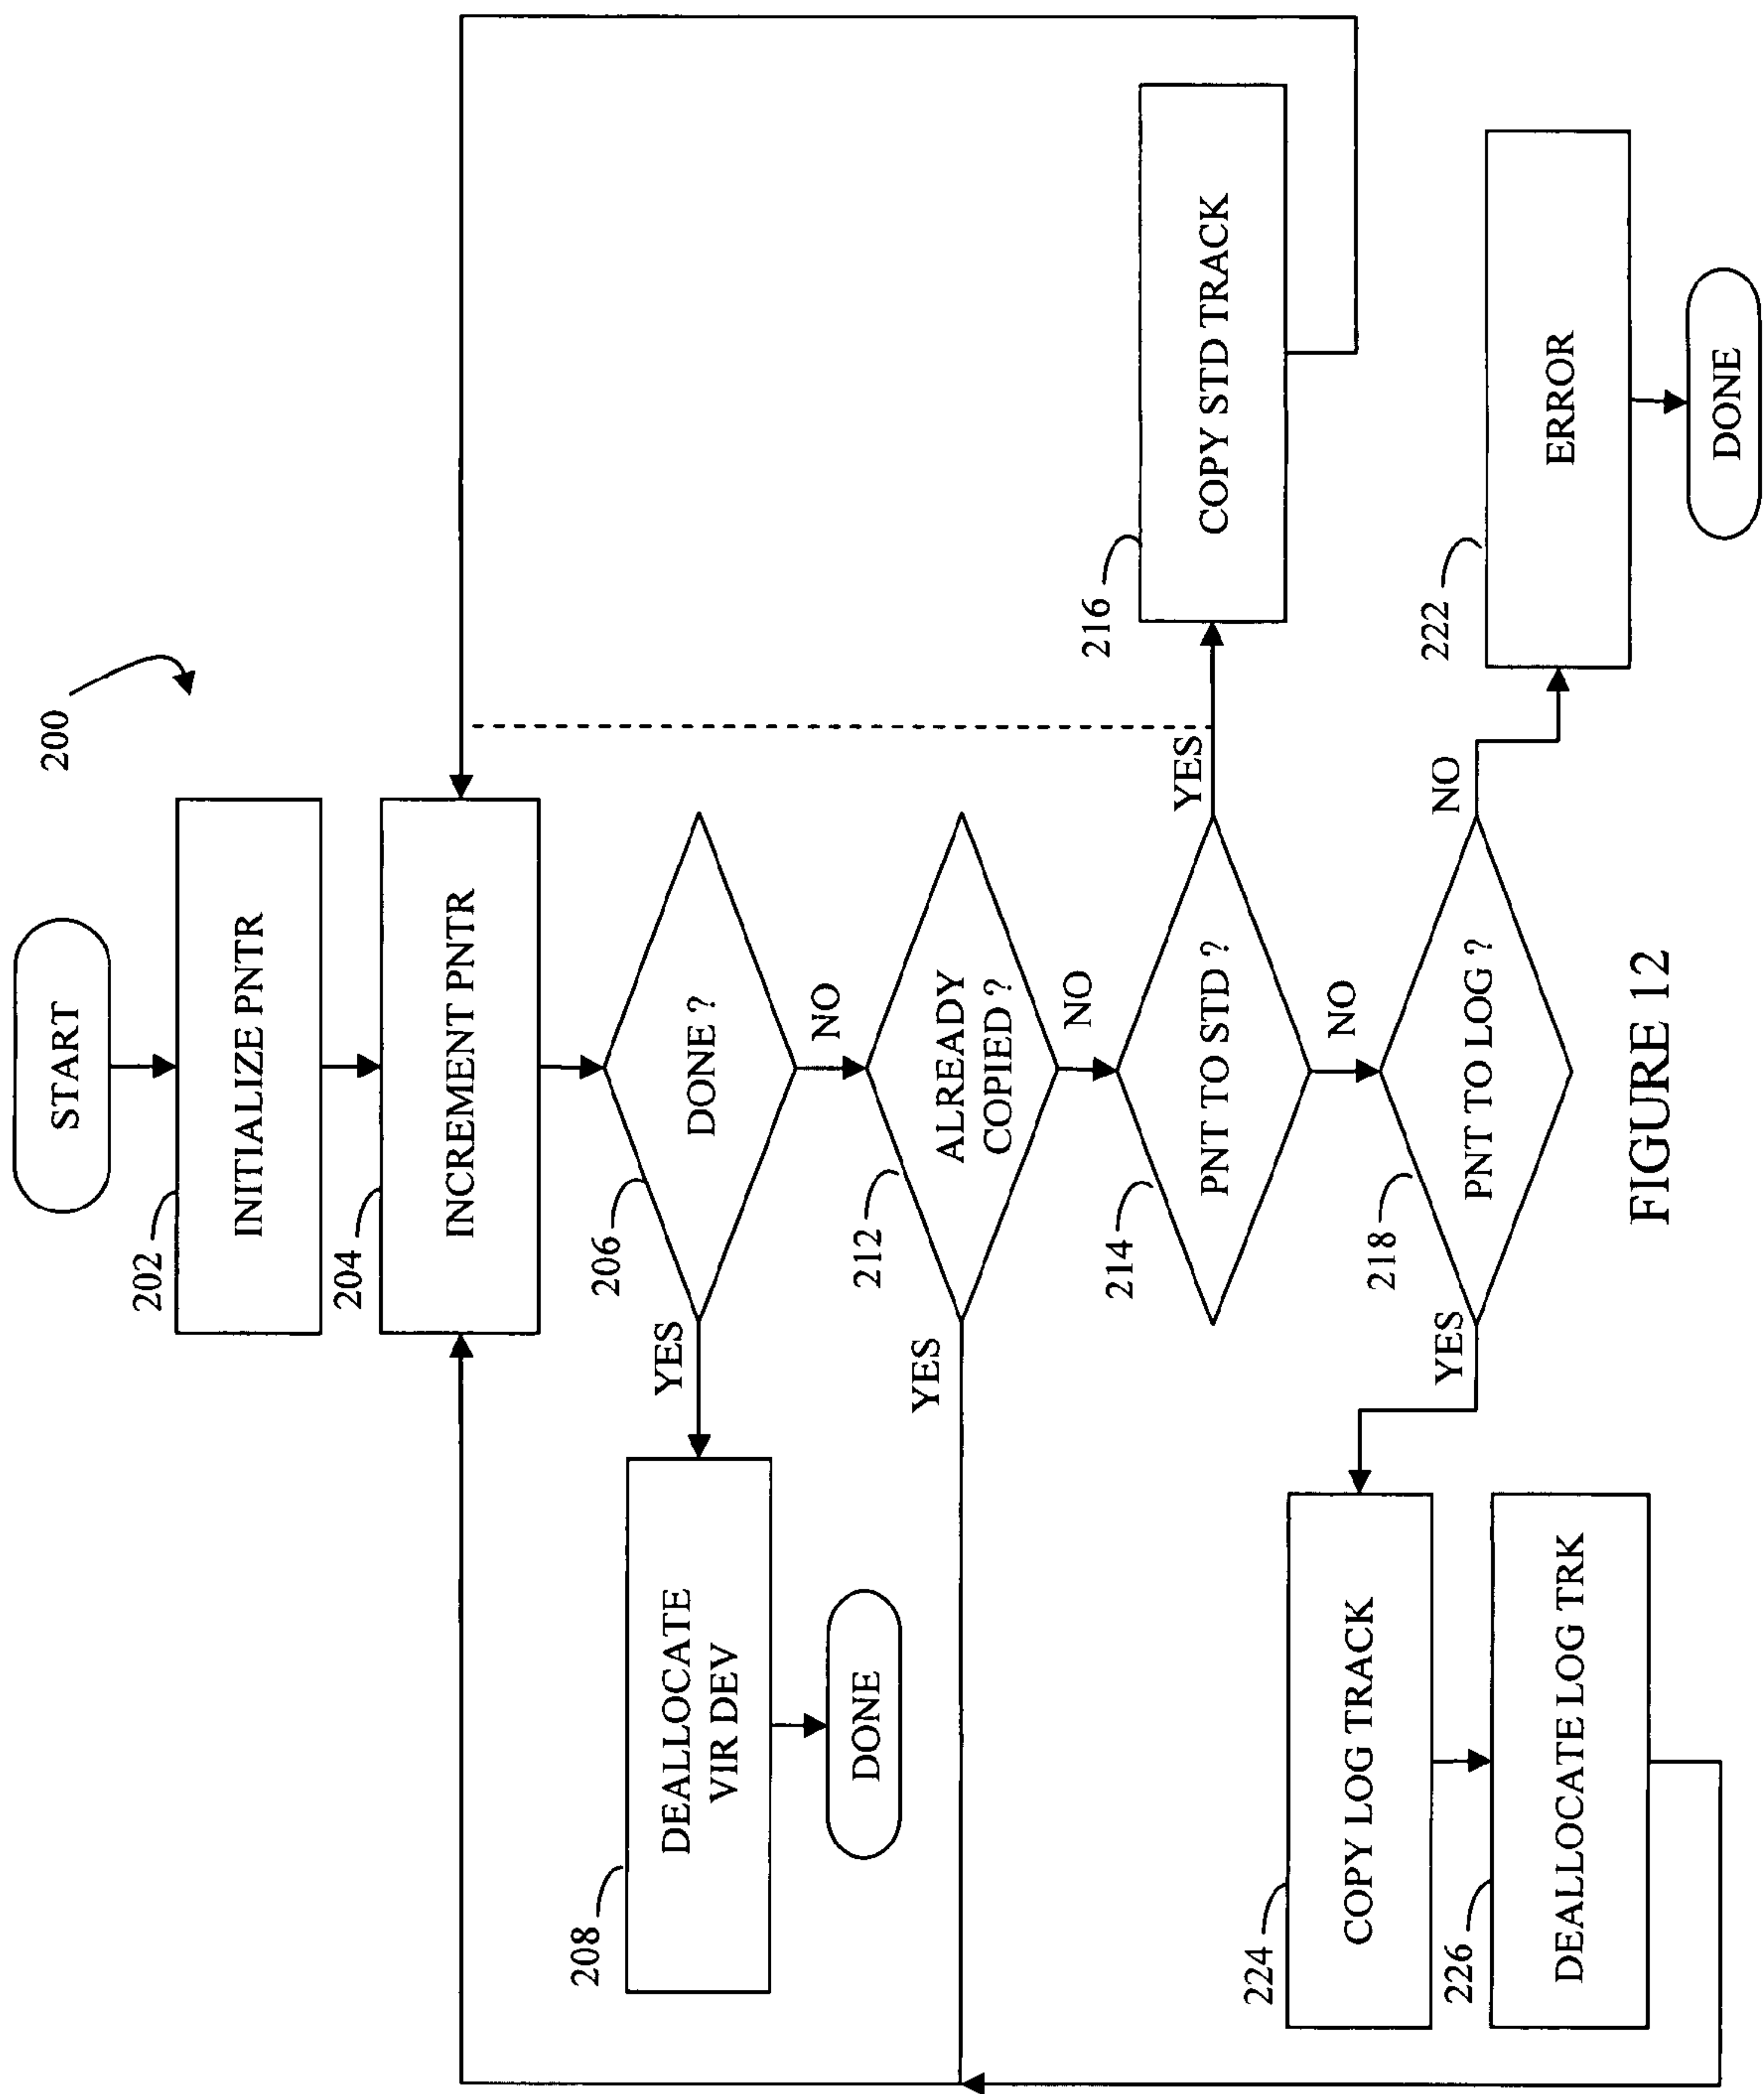 200
START
202
INITIALIZE PNTR
204
INCREMENT PNTR
206
DONE ?
YES
NO
208
DEALLOCATE
VIR DEV
DONE
212
ALREADY
COPIED ?
YES
NO
214
PNT TO STD ?
YES
NO
216
COPY STD TRACK
218
PNT TO LOG ?
YES
NO
222
ERROR
DONE
224
COPY LOG TRACK
226
DEALLOCATE LOG TRK
FIGURE 12